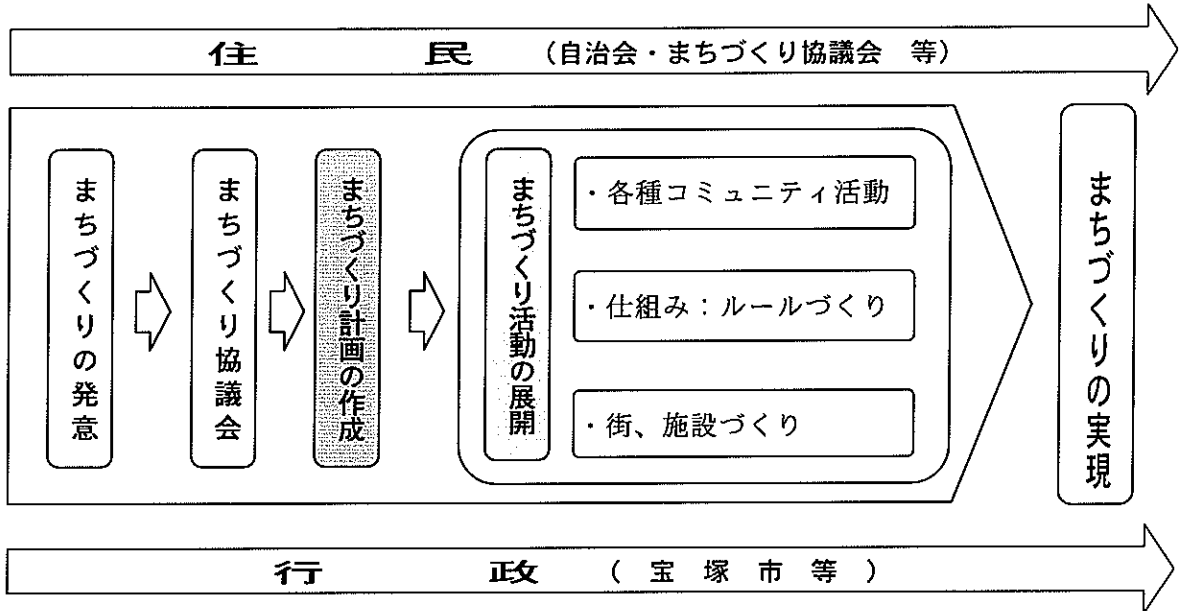 住民（自治会・まちづくり協議会　等）
まちづくりの発意
まちづくり協議会
まちづくり計画の作成
まちづくり活動の展開
・各種コミュニティ活動
・仕組み：ルールづくり
・街、施設づくり
まちづくりの実現
行政（宝塚市等）